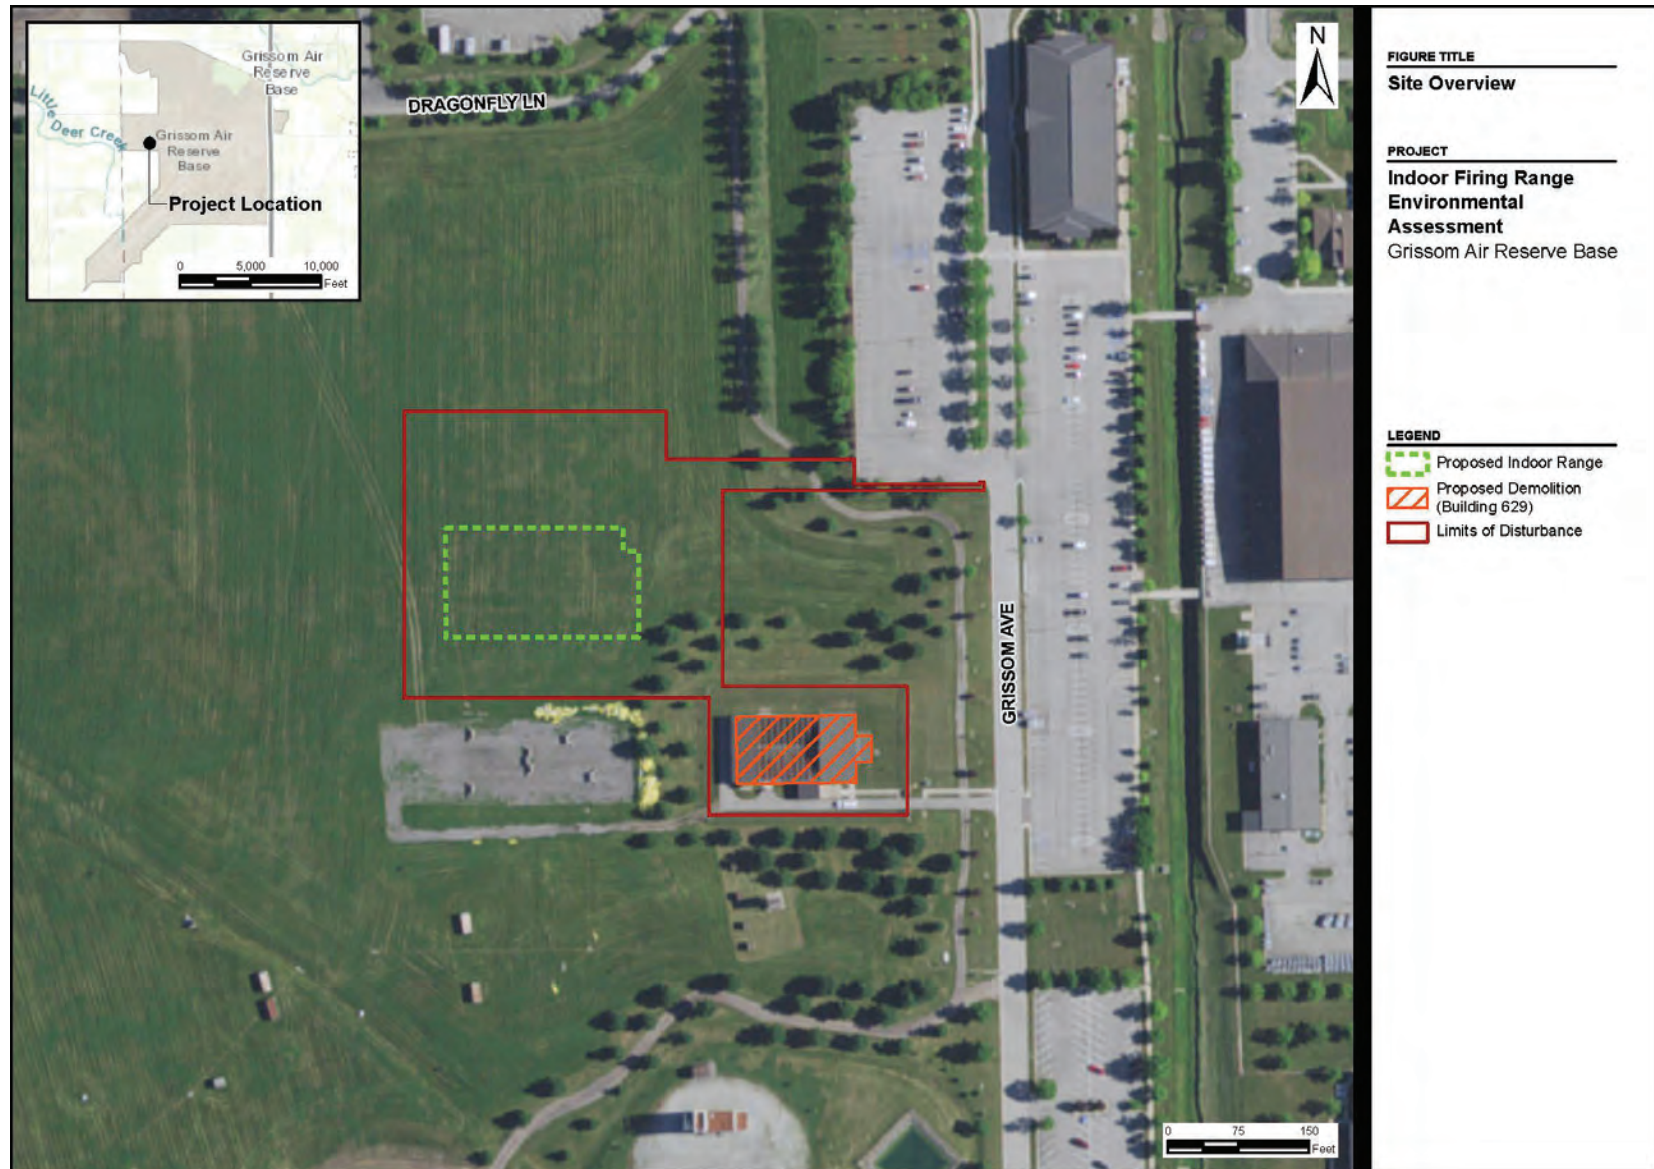 Grissom Air
Reserve
Base
Little
Deer Creek
Grissom Air
Reserve
Base
Project Location
0 5,000 10,000
Feet
DRAGONFLY LN
N
GRISSOM AVE
0 75 150
Feet
FIGURE TITLE
Site Overview
PROJECT
Indoor Firing Range
Environmental
Assessment
Grissom Air Reserve Base
LEGEND
Proposed Indoor Range
Proposed Demolition
(Building 629)
Limits of Disturbance